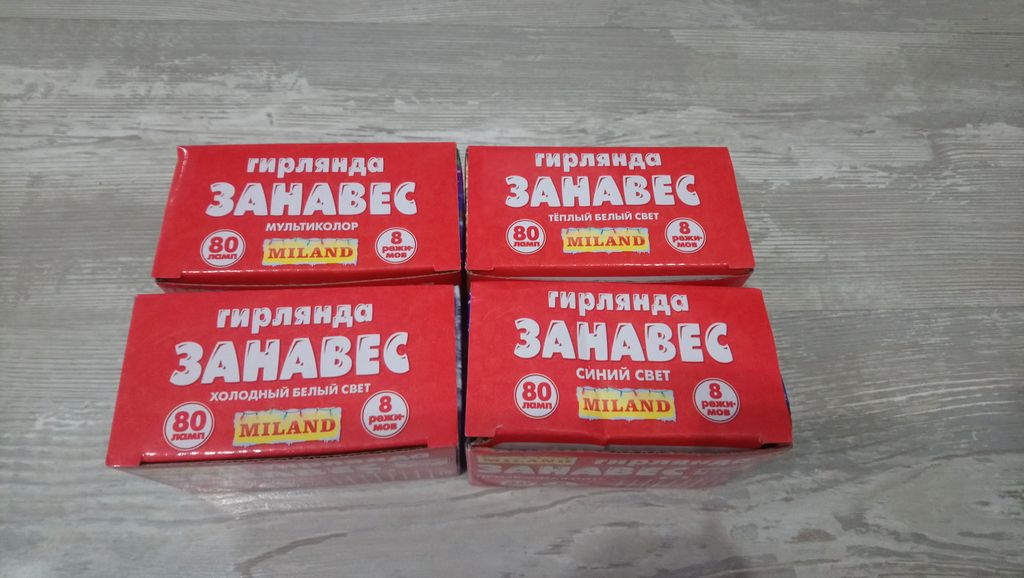 гирлянда
ЗАНАВЕС
МУЛЬТИКОЛОР
80 ламп
MILAND
8 режи-
мов
гирлянда
ЗАНАВЕС
ТЁПЛЫЙ БЕЛЫЙ СВЕТ
80 ламп
MILAND
8 режи-
мов
гирлянда
ЗАНАВЕС
ХОЛОДНЫЙ БЕЛЫЙ СВЕТ
80 ламп
MILAND
8 режи-
мов
гирлянда
ЗАНАВЕС
СИНИЙ СВЕТ
80 ламп
MILAND
8 режи-
мов
MILAND
ЗАНАВЕС